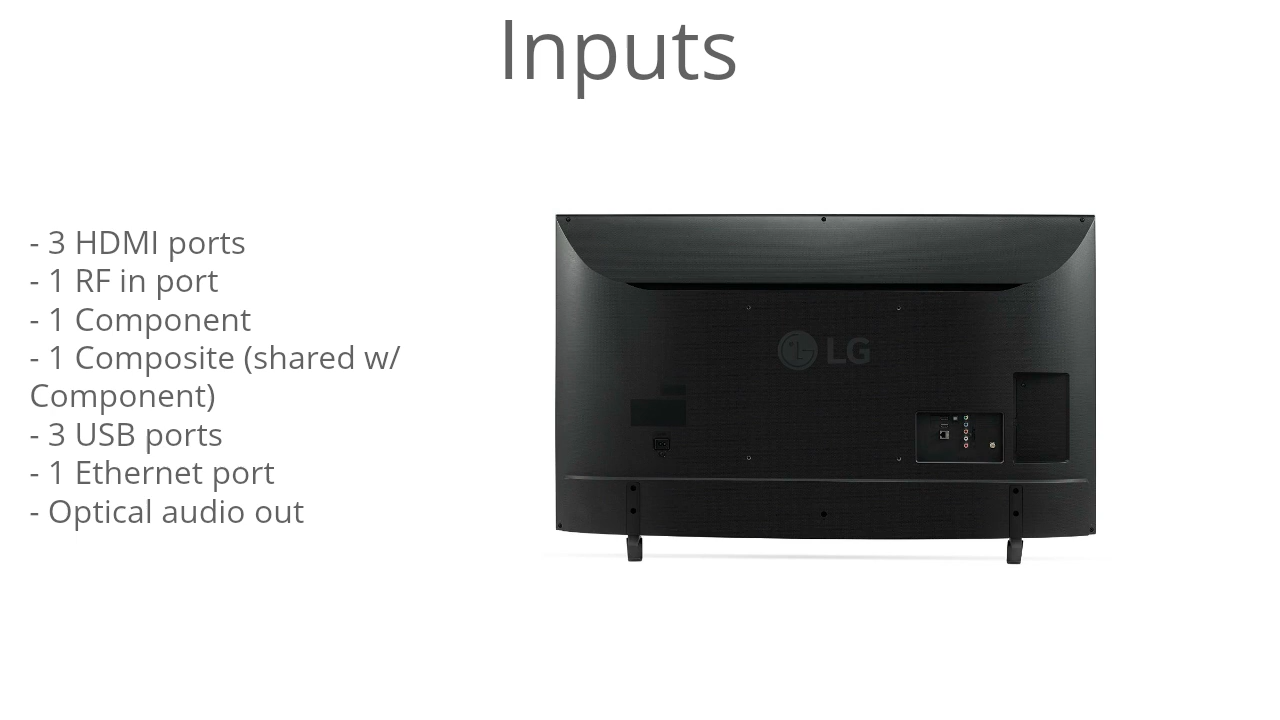 Inputs
- 3 HDMI ports
- 1 RF in port
- 1 Component
- 1 Composite (shared w/
Component)
- 3 USB ports
- 1 Ethernet port
- Optical audio out
LG